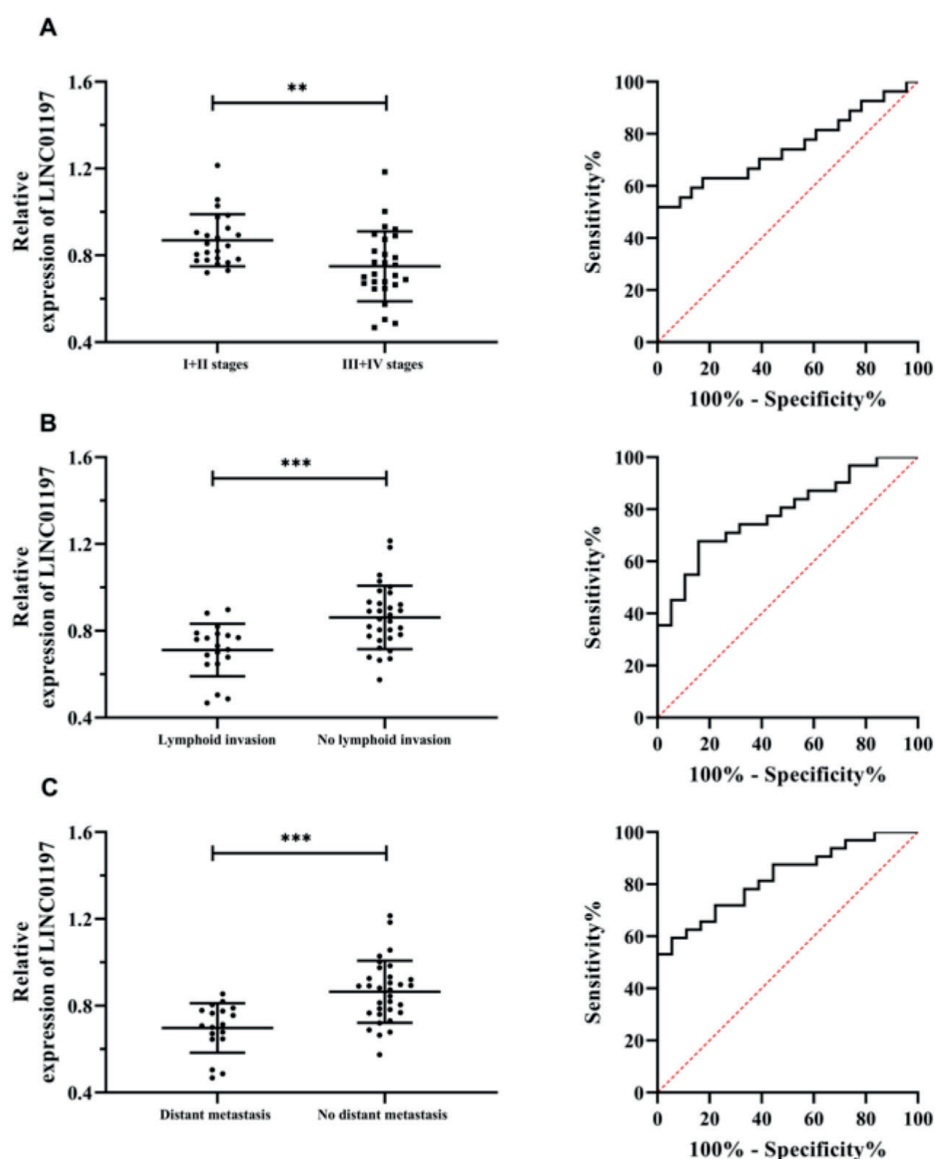 A
Relative
expression of LINC01197
1.6
1.2
0.8
0.4
**
I+II stages
III+IV stages
Sensitivity%
100
80
60
40
20
0
0 20 40 60 80 100
100% - Specificity%
B
Relative
expression of LINC01197
1.6
1.2
0.8
0.4
***
Lymphoid invasion
No lymphoid invasion
Sensitivity%
100
80
60
40
20
0
0 20 40 60 80 100
100% - Specificity%
C
Relative
expression of LINC01197
1.6
1.2
0.8
0.4
***
Distant metastasis
No distant metastasis
Sensitivity%
100
80
60
40
20
0
0 20 40 60 80 100
100% - Specificity%